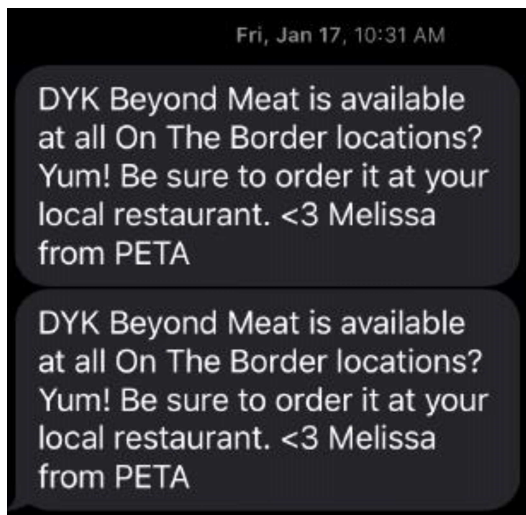 Fri, Jan 17, 10:31 AM
DYK Beyond Meat is available
at all On The Border locations?
Yum! Be sure to order it at your
local restaurant. <3 Melissa
from PETA
DYK Beyond Meat is available
at all On The Border locations?
Yum! Be sure to order it at your
local restaurant. <3 Melissa
from PETA